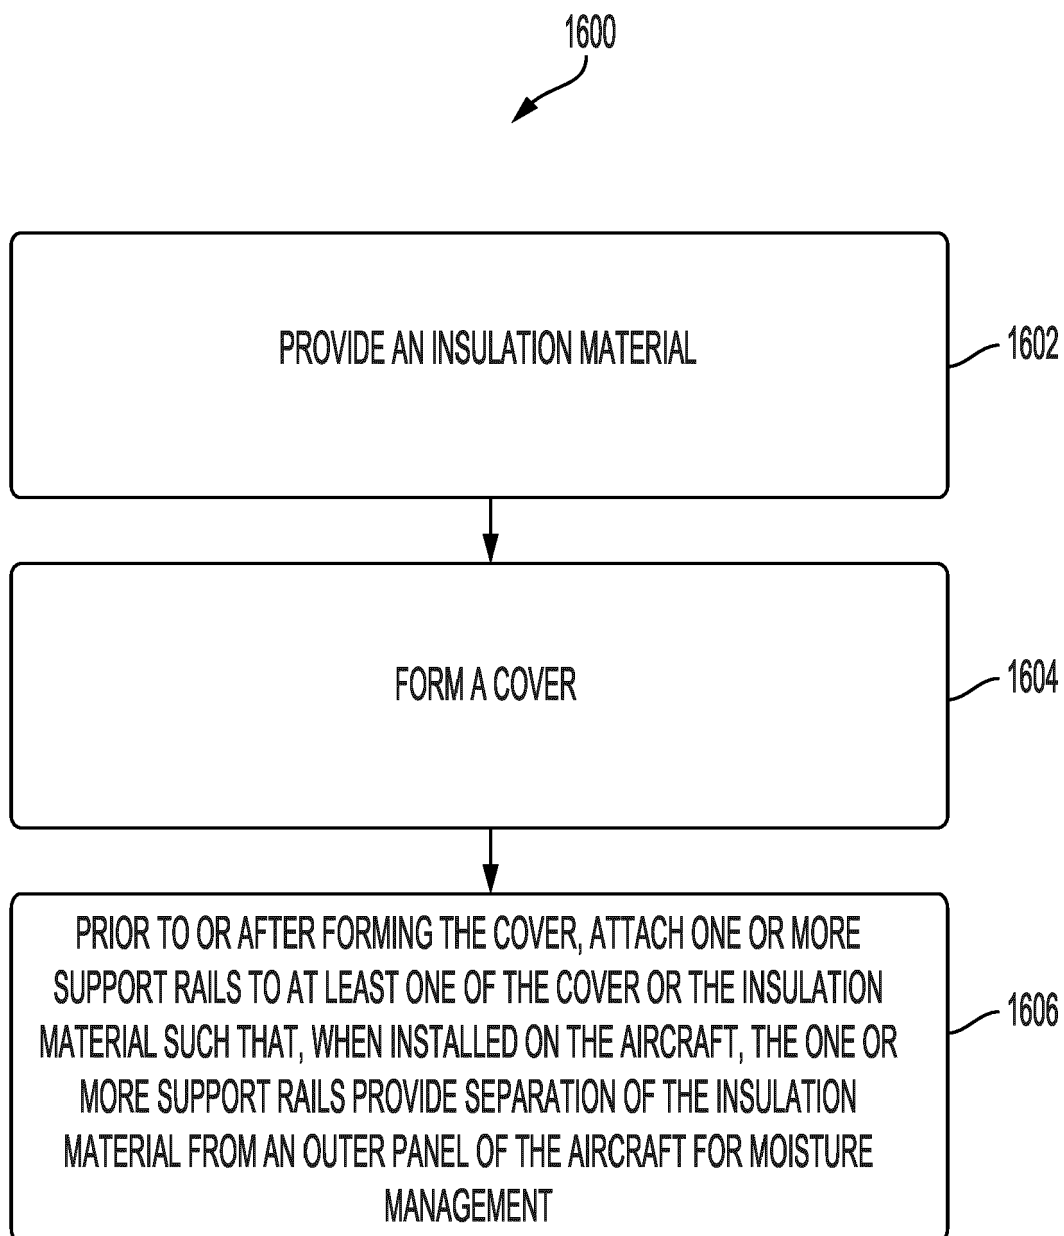 1600
PROVIDE AN INSULATION MATERIAL
1602
FORM A COVER
1604
PRIOR TO OR AFTER FORMING THE COVER, ATTACH ONE OR MORE
SUPPORT RAILS TO AT LEAST ONE OF THE COVER OR THE INSULATION
MATERIAL SUCH THAT, WHEN INSTALLED ON THE AIRCRAFT, THE ONE OR
MORE SUPPORT RAILS PROVIDE SEPARATION OF THE INSULATION
MATERIAL FROM AN OUTER PANEL OF THE AIRCRAFT FOR MOISTURE
MANAGEMENT
1606